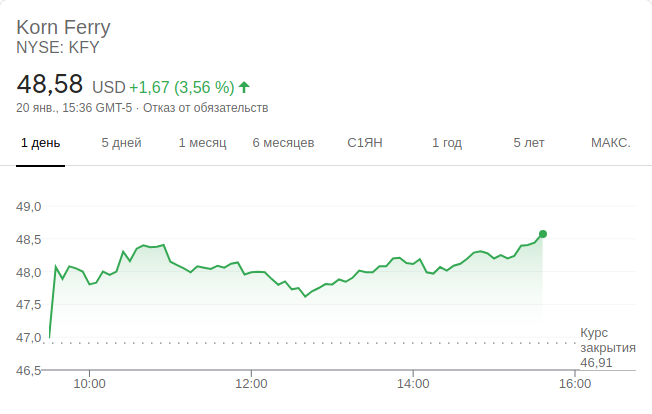 Korn Ferry
NYSE: KFY
48,58 USD +1,67 (3,56 %)
20 янв., 15:36 GMT-5 · Отказ от обязательств
1 день 5 дней 1 месяц 6 месяцев С1ЯН 1 год 5 лет МАКС.
49,0
48,5
48,0
47,5
47,0
46,5
Курс
закрытия
46,91
10:00 12:00 14:00 16:00